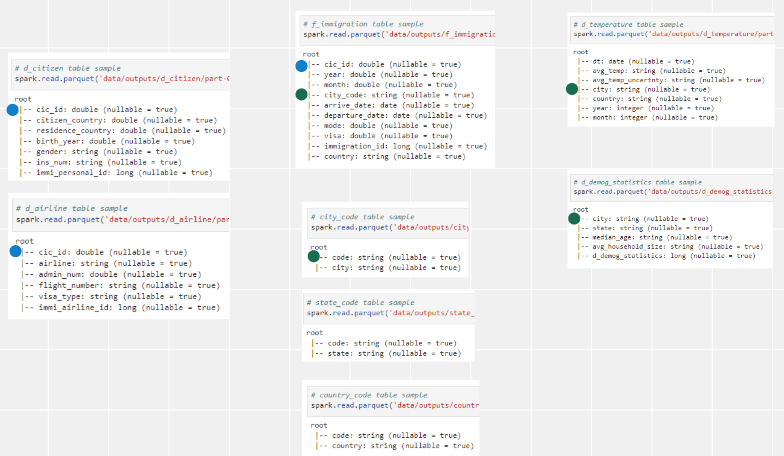 # d_citizen table sample
spark.read.parquet('data/outputs/d_citizen/part-0
root
|-- cic_id: double (nullable = true)
|-- citizen_country: double (nullable = true)
|-- residence_country: double (nullable = true)
|-- birth_year: double (nullable = true)
|-- gender: string (nullable = true)
|-- ins_num: string (nullable = true)
|-- immi_personal_id: long (nullable = true)
# d_airline table sample
spark.read.parquet('data/outputs/d_airline/par
root
|-- cic_id: double (nullable = true)
|-- airline: string (nullable = true)
|-- admin_num: double (nullable = true)
|-- flight_number: string (nullable = true)
|-- visa_type: string (nullable = true)
|-- immi_airline_id: long (nullable = true)
# f_immigration table sample
spark.read.parquet('data/outputs/f_immigratio
root
|-- cic_id: double (nullable = true)
|-- year: double (nullable = true)
|-- month: double (nullable = true)
|-- city_code: string (nullable = true)
|-- arrive_date: date (nullable = true)
|-- departure_date: date (nullable = true)
|-- mode: double (nullable = true)
|-- visa: double (nullable = true)
|-- immigration_id: long (nullable = true)
|-- country: string (nullable = true)
# city_code table sample
spark.read.parquet('data/outputs/city
root
|-- code: string (nullable = true)
|-- city: string (nullable = true)
# state_code table sample
spark.read.parquet('data/outputs/state_
root
|-- code: string (nullable = true)
|-- state: string (nullable = true)
# country_code table sample
spark.read.parquet('data/outputs/countr
root
|-- code: string (nullable = true)
|-- country: string (nullable = true)
# d_temperature table sample
spark.read.parquet('data/outputs/d_temperature/part
root
|-- dt: date (nullable = true)
|-- avg_temp: string (nullable = true)
|-- avg_temp_uncertnty: string (nullable = true)
|-- city: string (nullable = true)
|-- country: string (nullable = true)
|-- year: integer (nullable = true)
|-- month: integer (nullable = true)
# d_demog_statistics table sample
spark.read.parquet('data/outputs/d_demog_statistics
root
|-- city: string (nullable = true)
|-- state: string (nullable = true)
|-- median_age: string (nullable = true)
|-- avg_household_size: string (nullable = true)
|-- d_demog_statistics: long (nullable = true)